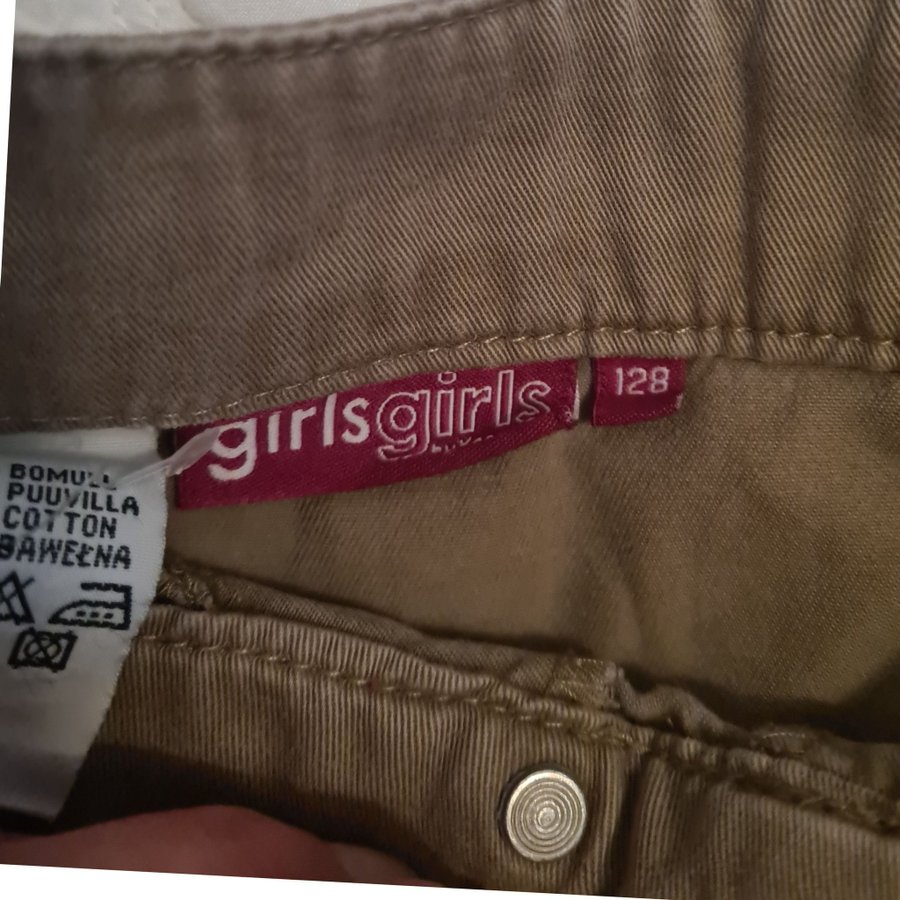 girlsgirls
128
BOMULL
PUUVILLA
COTTON
BAWEŁNA